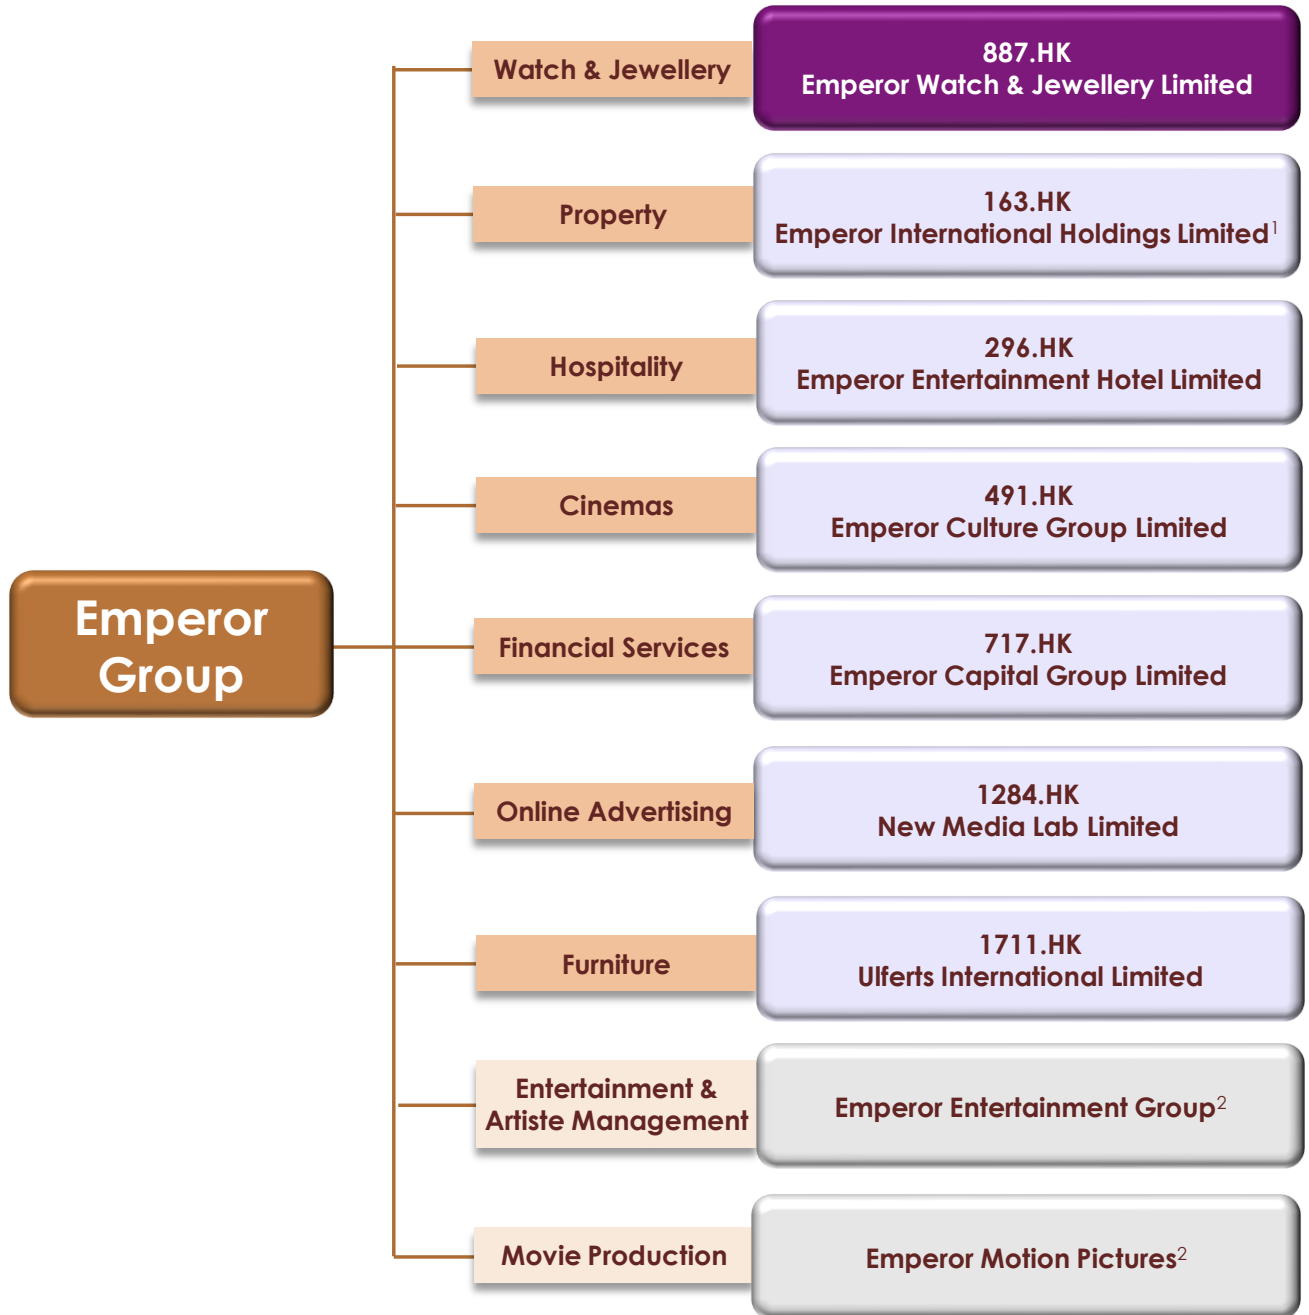 Emperor
Group
Watch & Jewellery
887.HK
Emperor Watch & Jewellery Limited
Property
163.HK
Emperor International Holdings Limited¹
Hospitality
296.HK
Emperor Entertainment Hotel Limited
Cinemas
491.HK
Emperor Culture Group Limited
Financial Services
717.HK
Emperor Capital Group Limited
Online Advertising
1284.HK
New Media Lab Limited
Furniture
1711.HK
Ulferts International Limited
Entertainment &
Artiste Management
Emperor Entertainment Group²
Movie Production
Emperor Motion Pictures²